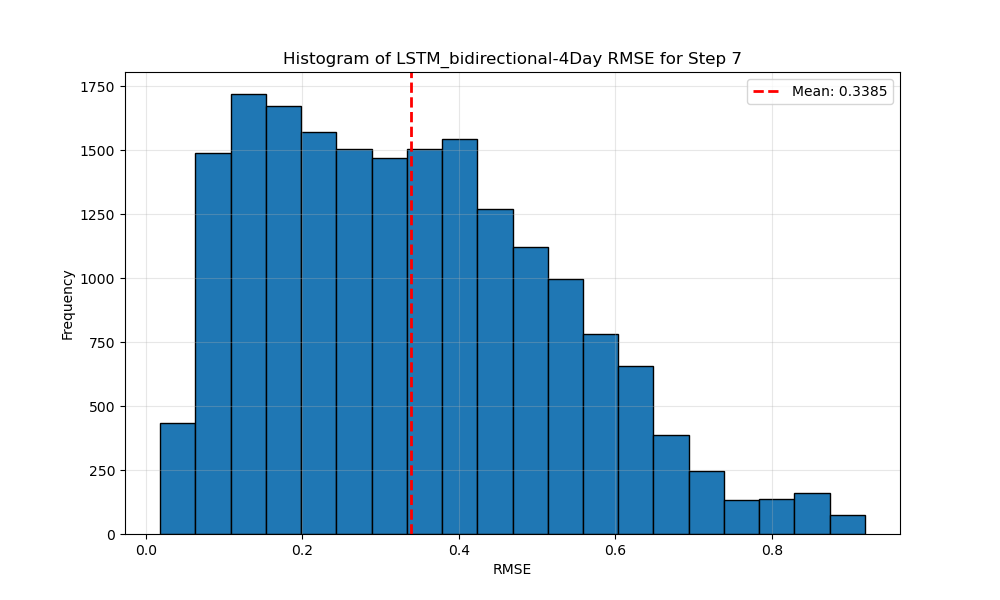 Histogram of LSTM_bidirectional-4Day RMSE for Step 7
Mean: 0.3385
Frequency
1750
1500
1250
1000
750
500
250
0
0.0 0.2 0.4 0.6 0.8
RMSE